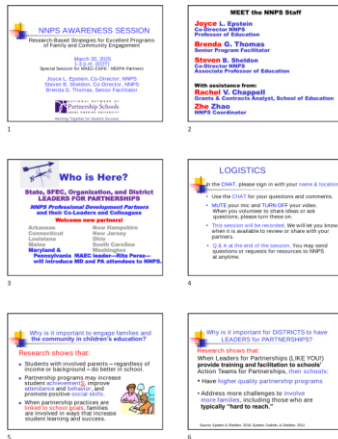 NNPS AWARENESS SESSION
Research-Based Strategies for Excellent Programs
of Family and Community Engagement
March 20, 2025
1-3 p.m. (EDT)
Special Session for MAEC-CAFE - MDPA Partners
Joyce L. Epstein, Co-Director, NNPS
Steven B. Sheldon, Co-Director, NNPS
Brenda G. Thomas, Senior Facilitator
NATIONAL NETWORK OF
Partnership Schools
Working Together for Student Success
1
MEET the NNPS Staff
Joyce L. Epstein
Co-Director NNPS
Professor of Education
Brenda G. Thomas
Senior Program Facilitator
Steven B. Sheldon
Co-Director NNPS
Associate Professor of Education
With assistance from:
Rachel V. Chappell
Grants & Contracts Analyst, School of Education
Zhe Zhao
NNPS Coordinator
2
Who is Here?
State, SFEC, Organization, and District
LEADERS FOR PARTNERSHIPS
NNPS Professional Development Partners
and their Co-Leaders and Colleagues
Welcome new partners!
Arkansas New Hampshire
Connecticut New Jersey
Louisiana Ohio
Maine South Carolina
Maryland & Washington
Pennsylvania MAEC leader—Rita Perez—
will introduce MD and PA attendees to NNPS.
3
LOGISTICS
In the CHAT, please sign in with your name & location
• Use the CHAT for your questions and comments.
• MUTE your mic and TURN OFF your video.
When you volunteer to share ideas or ask
questions, please turn these on.
• This session will be recorded. We will let you know
when it is available to review or share with your
partners.
• Q & A at the end of the session. You may send
questions or requests for resources to NNPS
at anytime.
4
Why is it important to engage families and
the community in children's education?
Research shows that:
Students with involved parents – regardless of
income or background – do better in school.
Partnership programs may increase
student achievement, improve
attendance and behavior, and
promote positive social skills.
When partnership practices are
linked to school goals, families
are involved in ways that increase
student learning and success.
5
Why is it important for DISTRICTS to have
LEADERS for PARTNERSHIPS?
Research shows that:
When Leaders for Partnerships (LIKE YOU!)
provide training and facilitation to schools'
Action Teams for Partnerships, their schools:
• Have higher quality partnership programs
• Address more challenges to involve
more families, including those who are
typically "hard to reach."
6